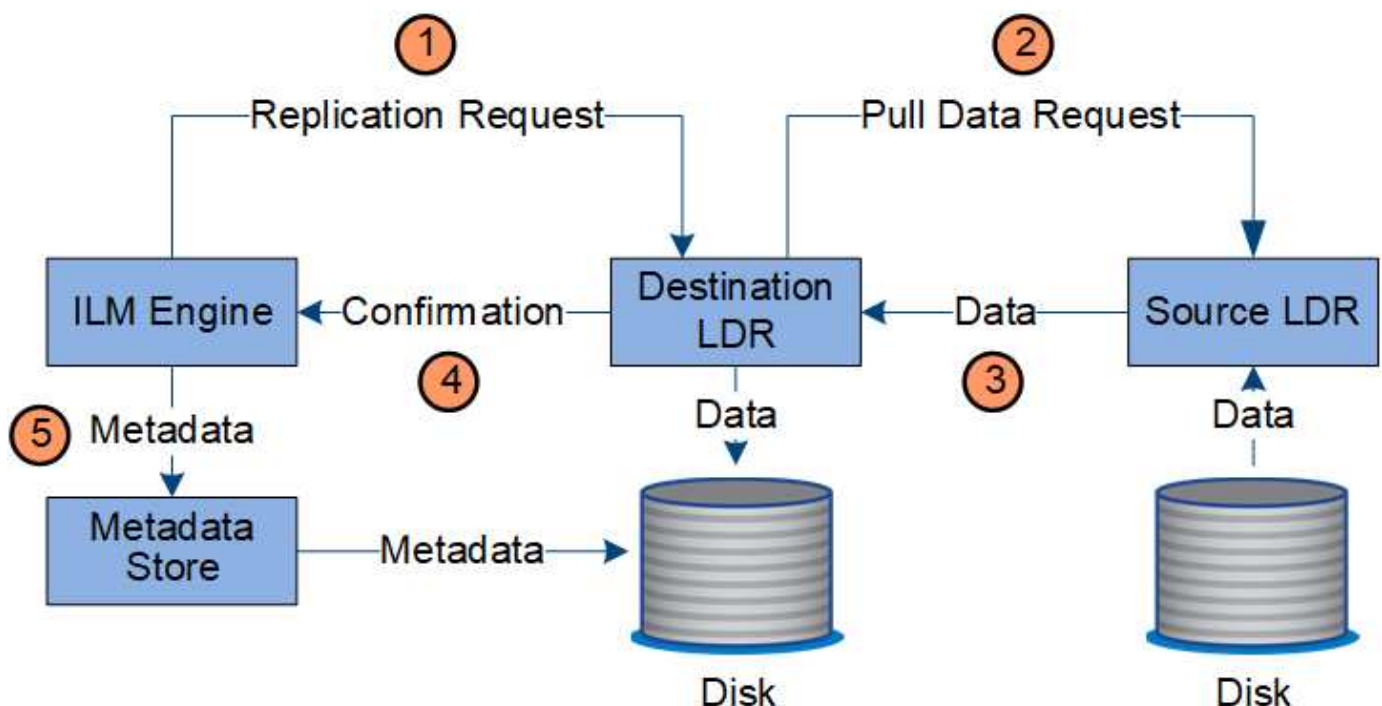 1
2
Replication Request
Pull Data Request
ILM Engine
Confirmation
Destination
LDR
Data
Source LDR
4
3
5
Metadata
Data
Data
Metadata
Store
Metadata
Disk
Disk